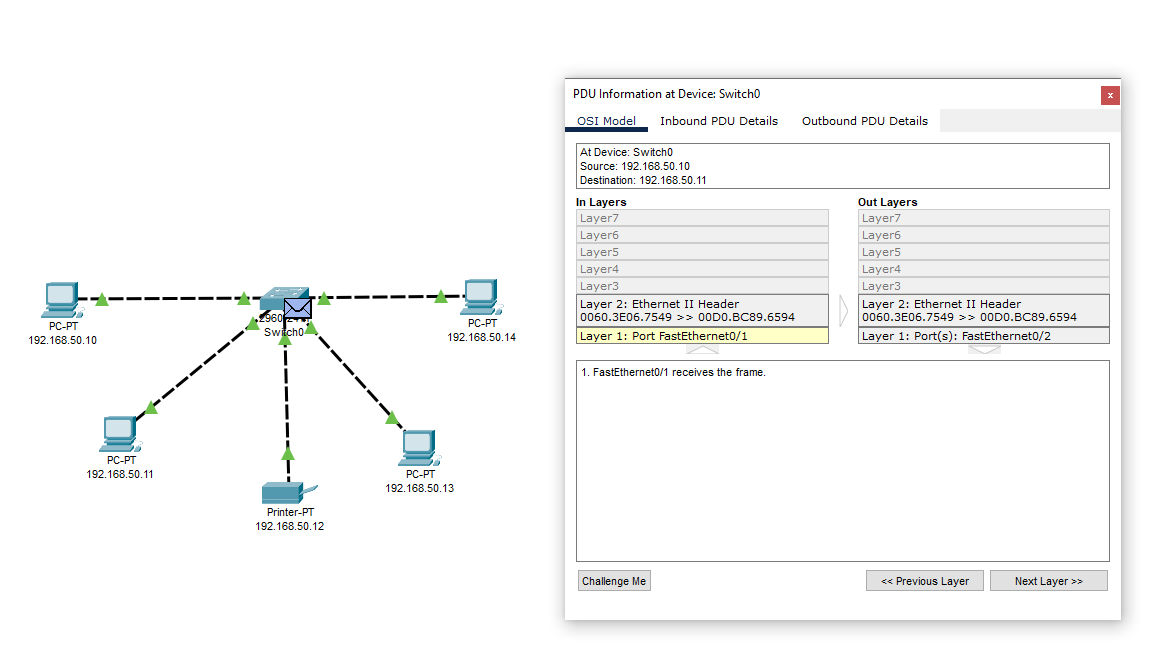 PDU Information at Device: Switch0
x
OSI Model
Inbound PDU Details
Outbound PDU Details
At Device: Switch0
Source: 192.168.50.10
Destination: 192.168.50.11
In Layers
Layer7
Layer6
Layer5
Layer4
Layer3
Layer 2: Ethernet II Header
0060.3E06.7549 >> 00D0.BC89.6594
Layer 1: Port FastEthernet0/1
Out Layers
Layer7
Layer6
Layer5
Layer4
Layer3
Layer 2: Ethernet II Header
0060.3E06.7549 >> 00D0.BC89.6594
Layer 1: Port(s): FastEthernet0/2
1. FastEthernet0/1 receives the frame.
Challenge Me
<< Previous Layer
Next Layer >>
PC-PT
192.168.50.10
Switch0
PC-PT
192.168.50.14
PC-PT
192.168.50.11
Printer-PT
192.168.50.12
PC-PT
192.168.50.13